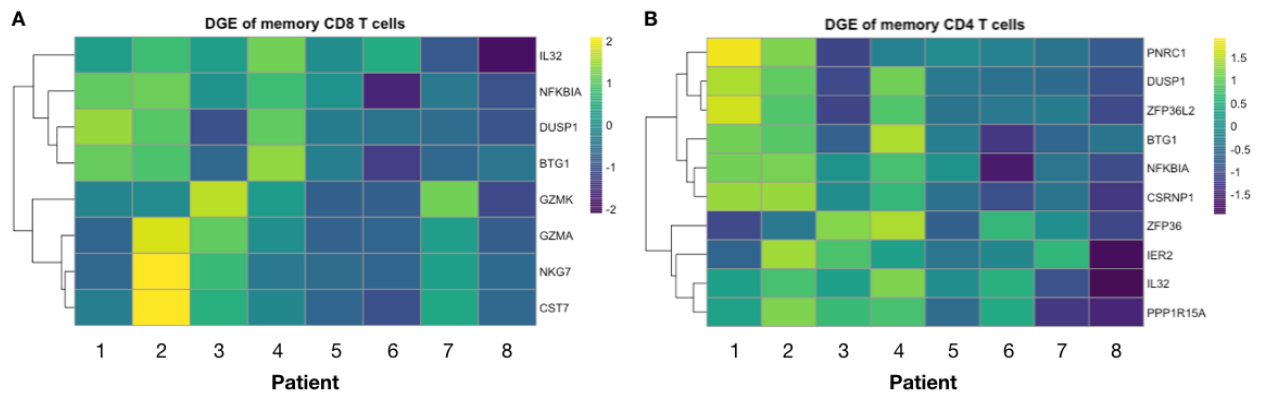 A
DGE of memory CD8 T cells
IL32
NFKBIA
DUSP1
BTG1
GZMK
GZMA
NKG7
CST7
2
1
0
-1
-2
1 2 3 4 5 6 7 8
Patient
B
DGE of memory CD4 T cells
PNRC1
DUSP1
ZFP36L2
BTG1
NFKBIA
CSRNP1
ZFP36
IER2
IL32
PPP1R15A
1.5
1
0.5
0
-0.5
-1
-1.5
1 2 3 4 5 6 7 8
Patient